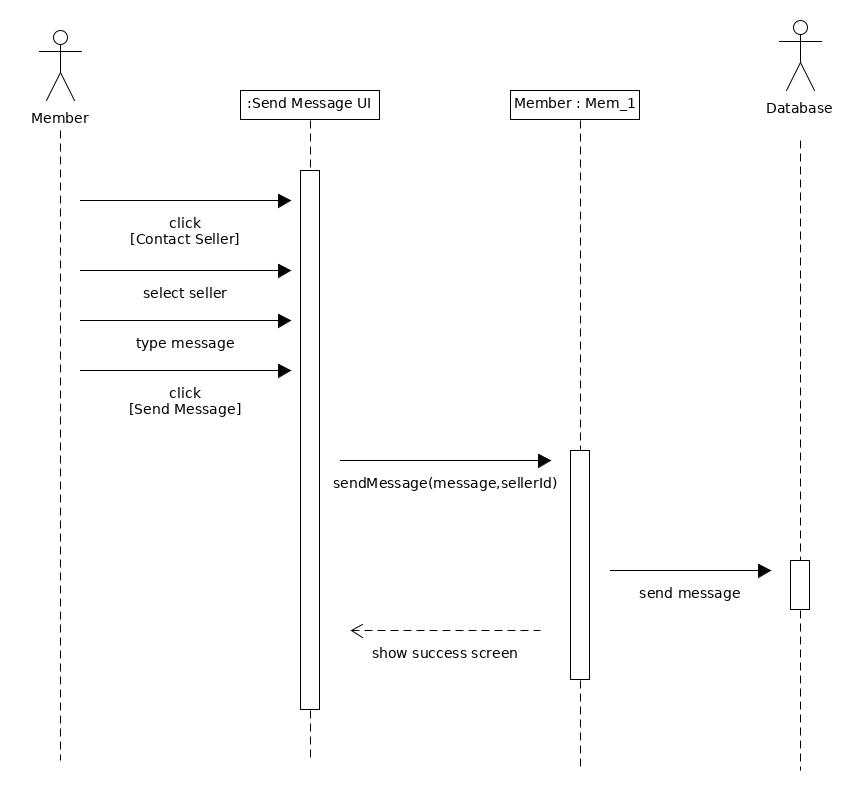 Member
:Send Message UI
Member : Mem_1
Database
click
[Contact Seller]
select seller
type message
click
[Send Message]
sendMessage(message,sellerId)
send message
show success screen